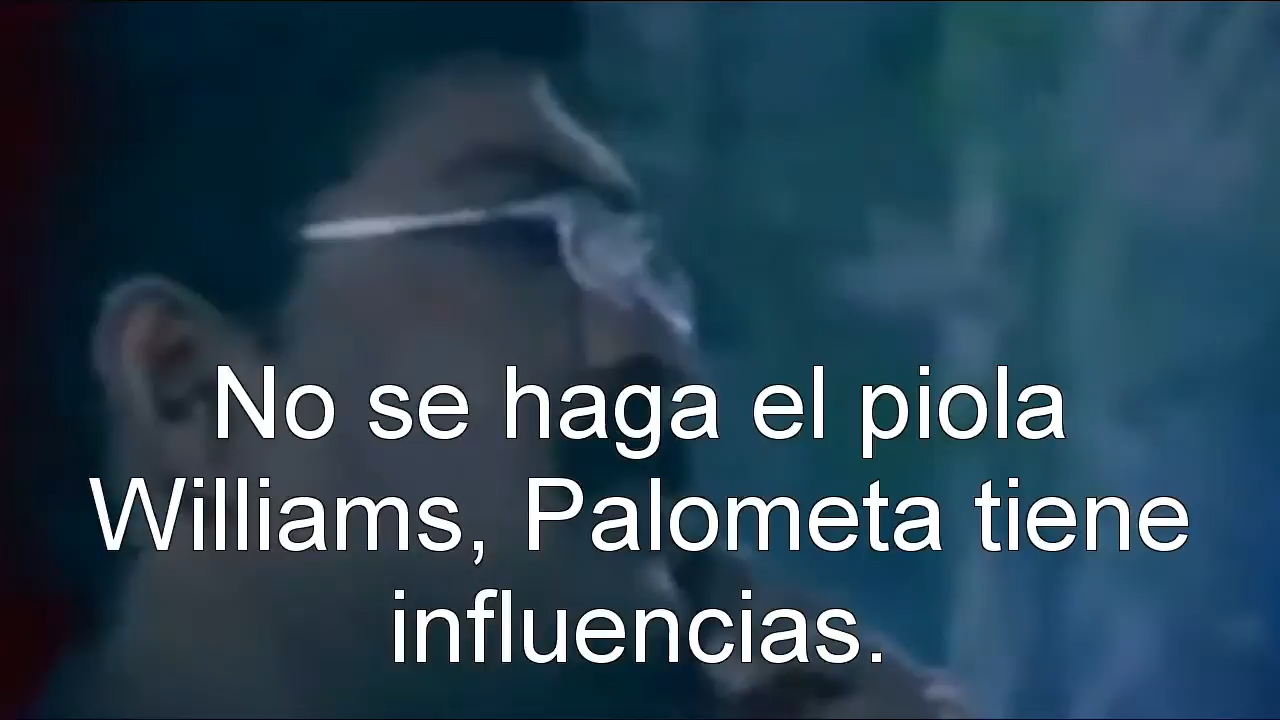 No se haga el piola
Williams, Palometa tiene
influencias.